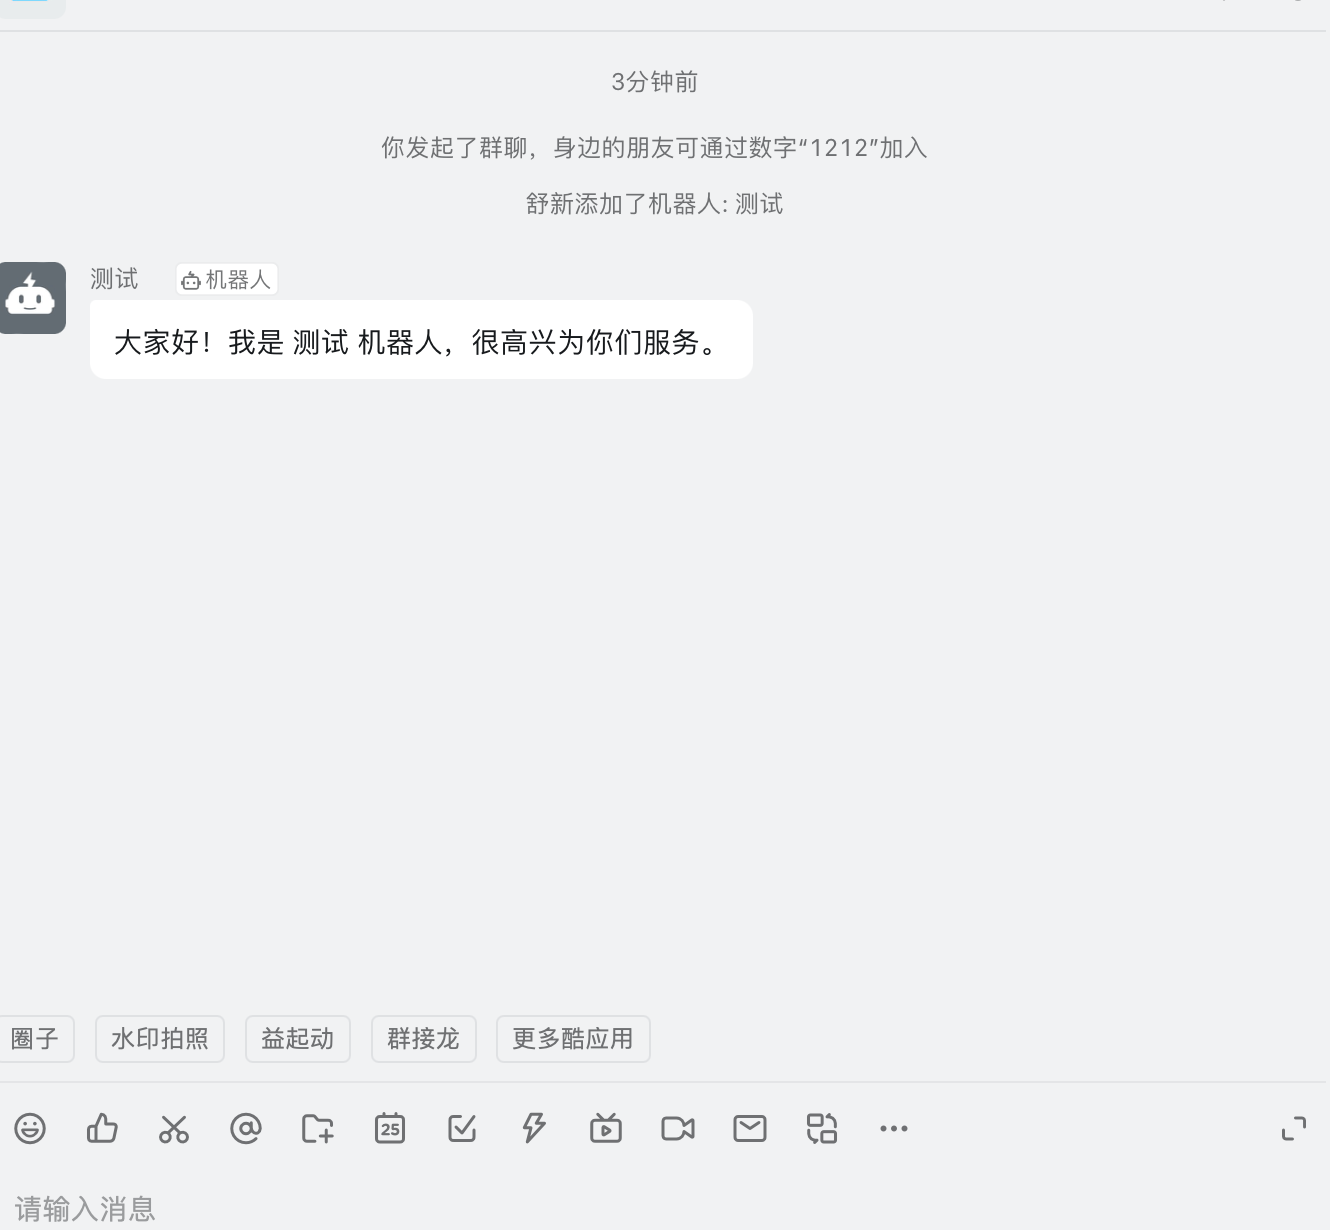 3分钟前
你发起了群聊，身边的朋友可通过数字“1212”加入
舒新添加了机器人: 测试
测试 机器人
大家好！我是 测试 机器人，很高兴为你们服务。
圈子 水印拍照 益起动 群接龙 更多酷应用
25
请输入消息